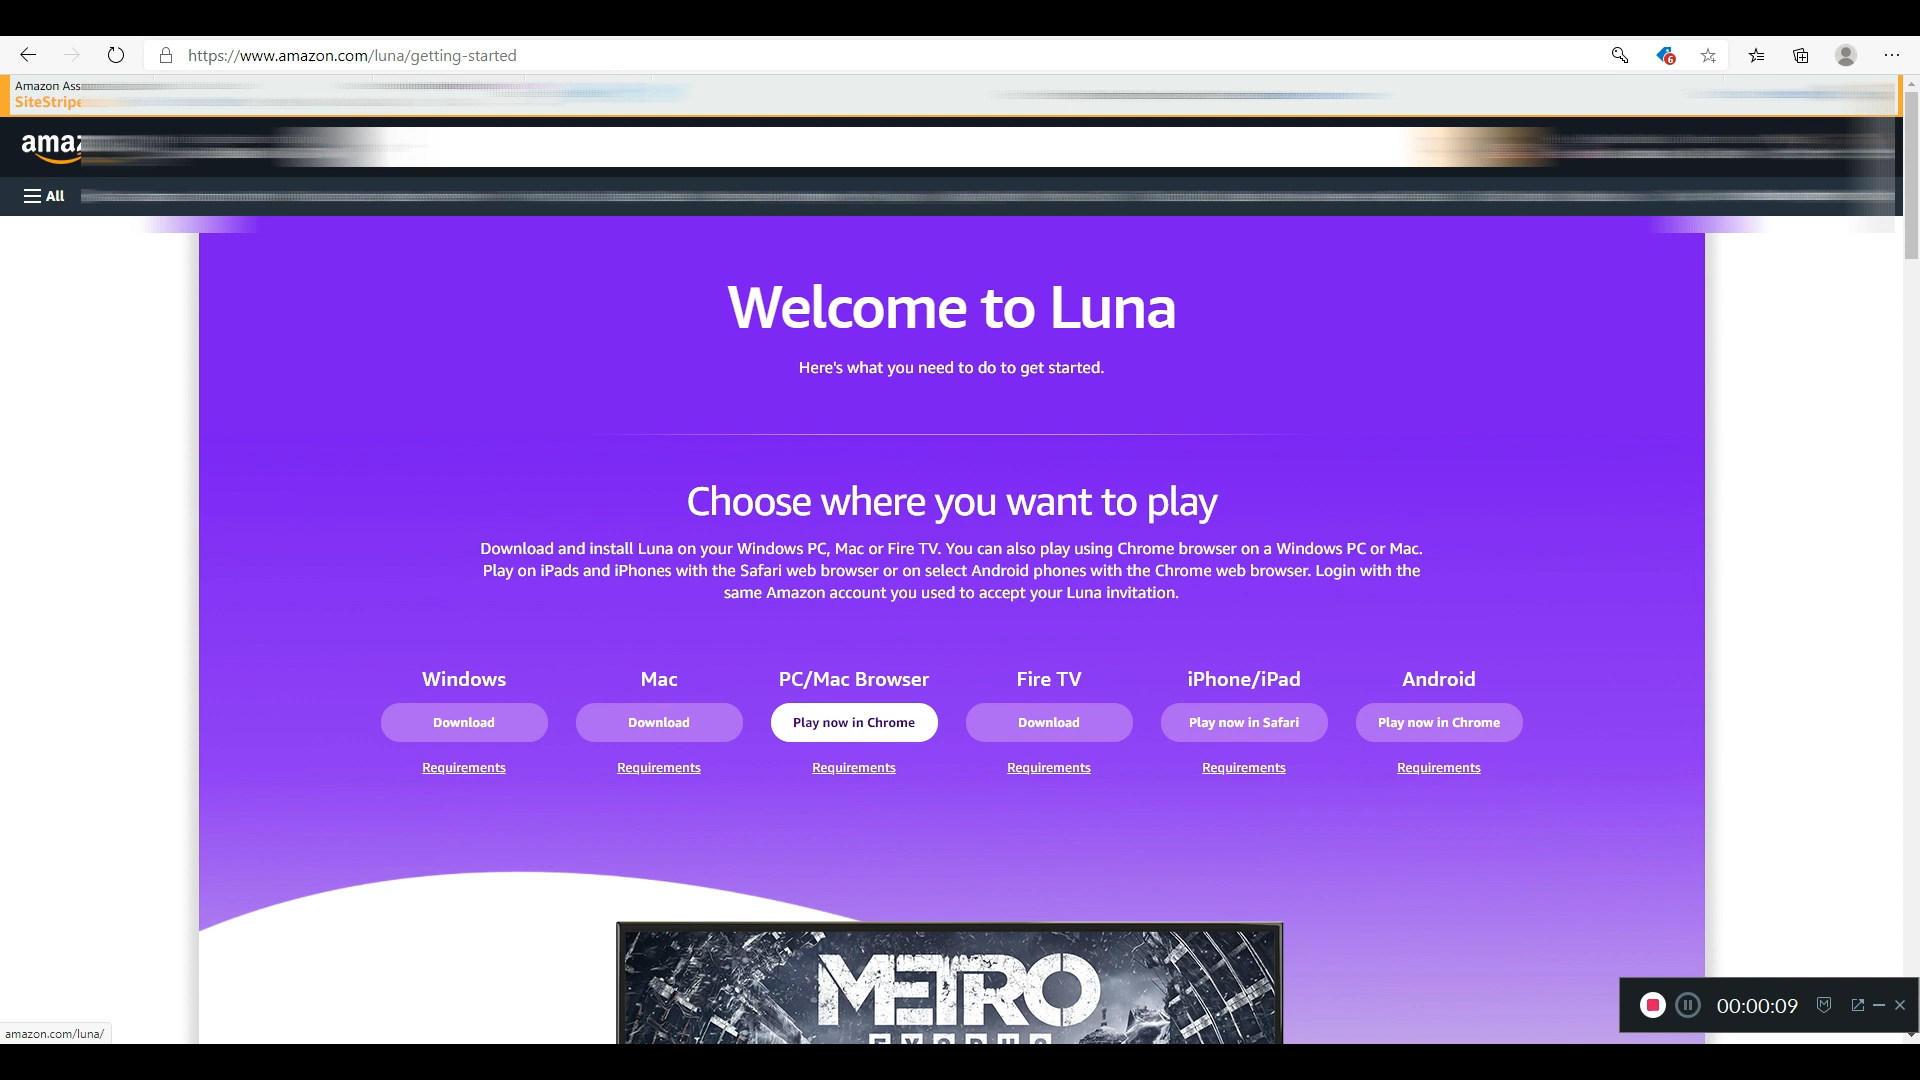 https://www.amazon.com/luna/getting-started
6
Amazon Ass
SiteStripe
ama
All
Welcome to Luna
Here's what you need to do to get started.
Choose where you want to play
Download and install Luna on your Windows PC, Mac or Fire TV. You can also play using Chrome browser on a Windows PC or Mac.
Play on iPads and iPhones with the Safari web browser or on select Android phones with the Chrome web browser. Login with the
same Amazon account you used to accept your Luna invitation.
Windows Mac PC/Mac Browser Fire TV iPhone/iPad Android
Download Download Play now in Chrome Download Play now in Safari Play now in Chrome
Requirements Requirements Requirements Requirements Requirements Requirements
METRO
EXODUS
00:00:09
amazon.com/luna/